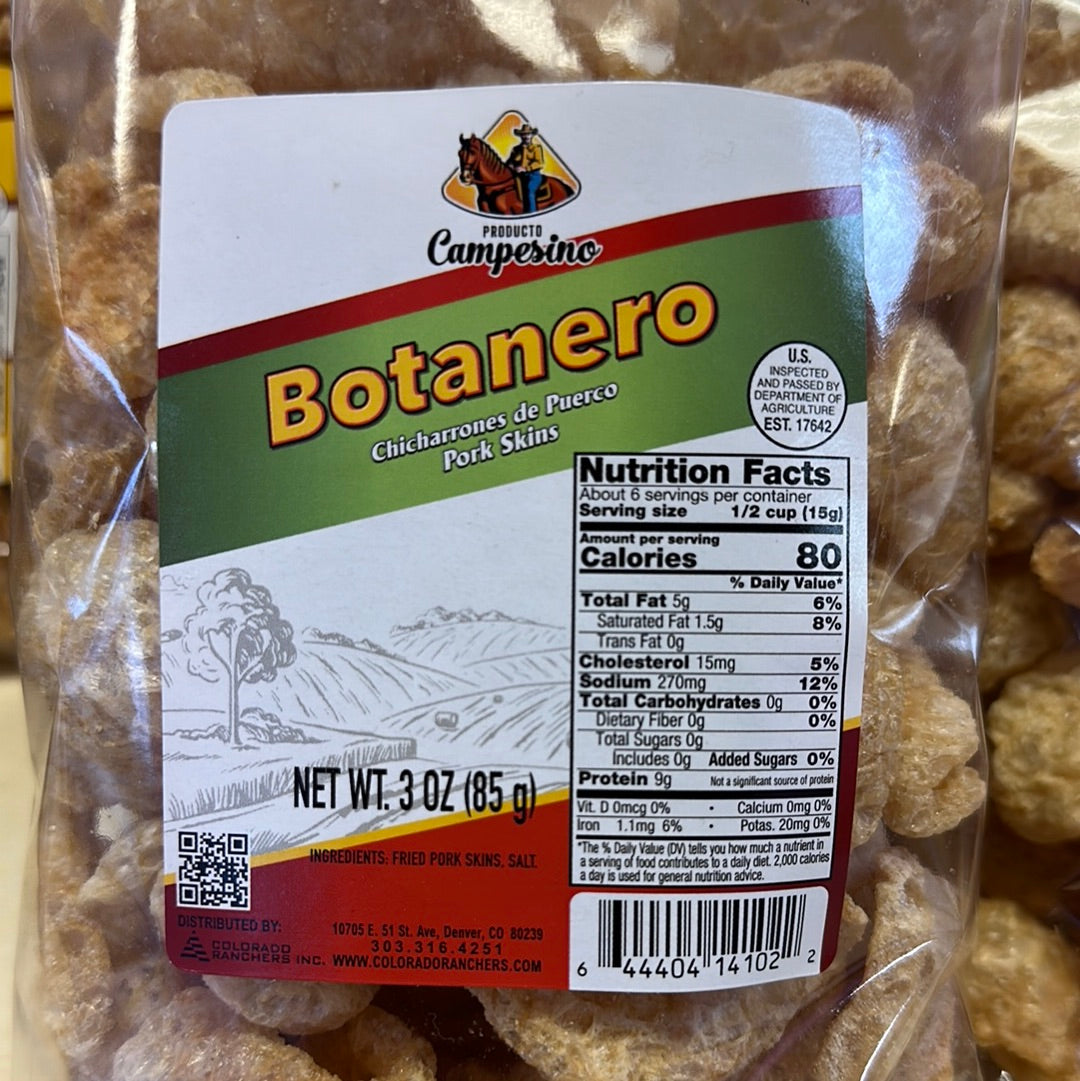 PRODUCTO
Campesino
Botanero
Chicharrones de Puerco
Pork Skins
U.S.
INSPECTED
AND PASSED BY
DEPARTMENT OF
AGRICULTURE
EST. 17642
Nutrition Facts
About 6 servings per container
Serving size 1/2 cup (15g)
Amount per serving
Calories 80
% Daily Value*
Total Fat 5g 6%
Saturated Fat 1.5g 8%
Trans Fat 0g
Cholesterol 15mg 5%
Sodium 270mg 12%
Total Carbohydrates 0g 0%
Dietary Fiber 0g 0%
Total Sugars 0g
Includes 0g Added Sugars 0%
Protein 9g Not a significant source of protein
Vit. D 0mcg 0% • Calcium 0mg 0%
Iron 1.1mg 6% • Potas. 20mg 0%
*The % Daily Value (DV) tells you how much a nutrient in
a serving of food contributes to a daily diet. 2,000 calories
a day is used for general nutrition advice.
NET WT. 3 OZ (85 g)
INGREDIENTS: FRIED PORK SKINS, SALT.
DISTRIBUTED BY:
COLORADO
RANCHERS INC.
10705 E. 51 St. Ave, Denver, CO 80239
303.316.4251
WWW.COLORADORANCHERS.COM
6 44404 14102 2